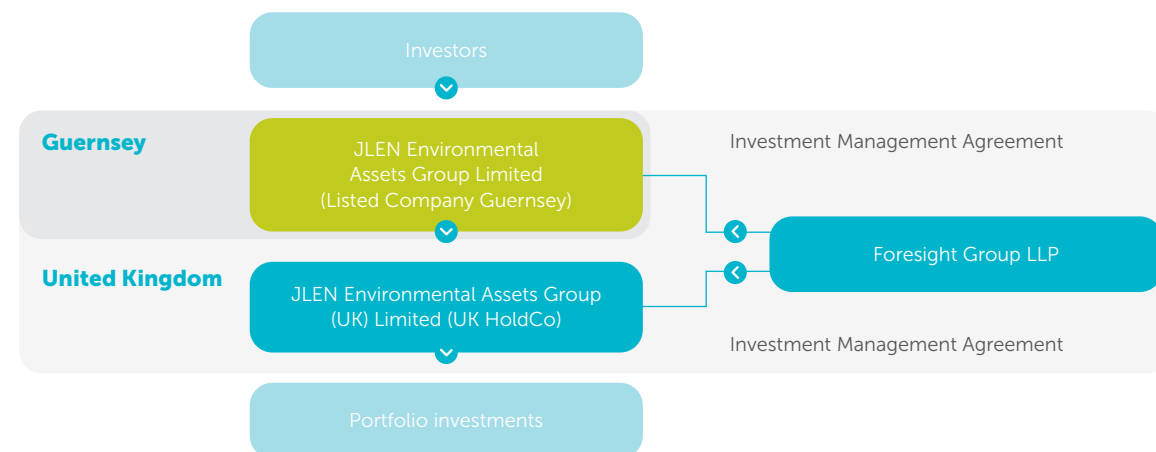 Investors
Guernsey
JLEN Environmental
Assets Group Limited
(Listed Company Guernsey)
Investment Management Agreement
Foresight Group LLP
United Kingdom
JLEN Environmental Assets Group
(UK) Limited (UK HoldCo)
Investment Management Agreement
Portfolio investments